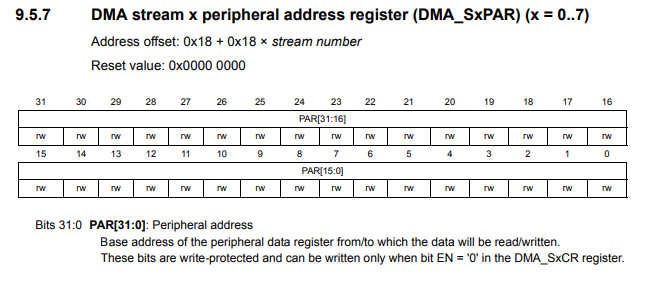 9.5.7 DMA stream x peripheral address register (DMA_SxPAR) (x = 0..7)
Address offset: 0x18 + 0x18 × stream number
Reset value: 0x0000 0000
31 30 29 28 27 26 25 24 23 22 21 20 19 18 17 16
PAR[31:16]
rw rw rw rw rw rw rw rw rw rw rw rw rw rw rw rw
15 14 13 12 11 10 9 8 7 6 5 4 3 2 1 0
PAR[15:0]
rw rw rw rw rw rw rw rw rw rw rw rw rw rw rw rw
Bits 31:0 PAR[31:0]: Peripheral address
Base address of the peripheral data register from/to which the data will be read/written.
These bits are write-protected and can be written only when bit EN = '0' in the DMA_SxCR register.